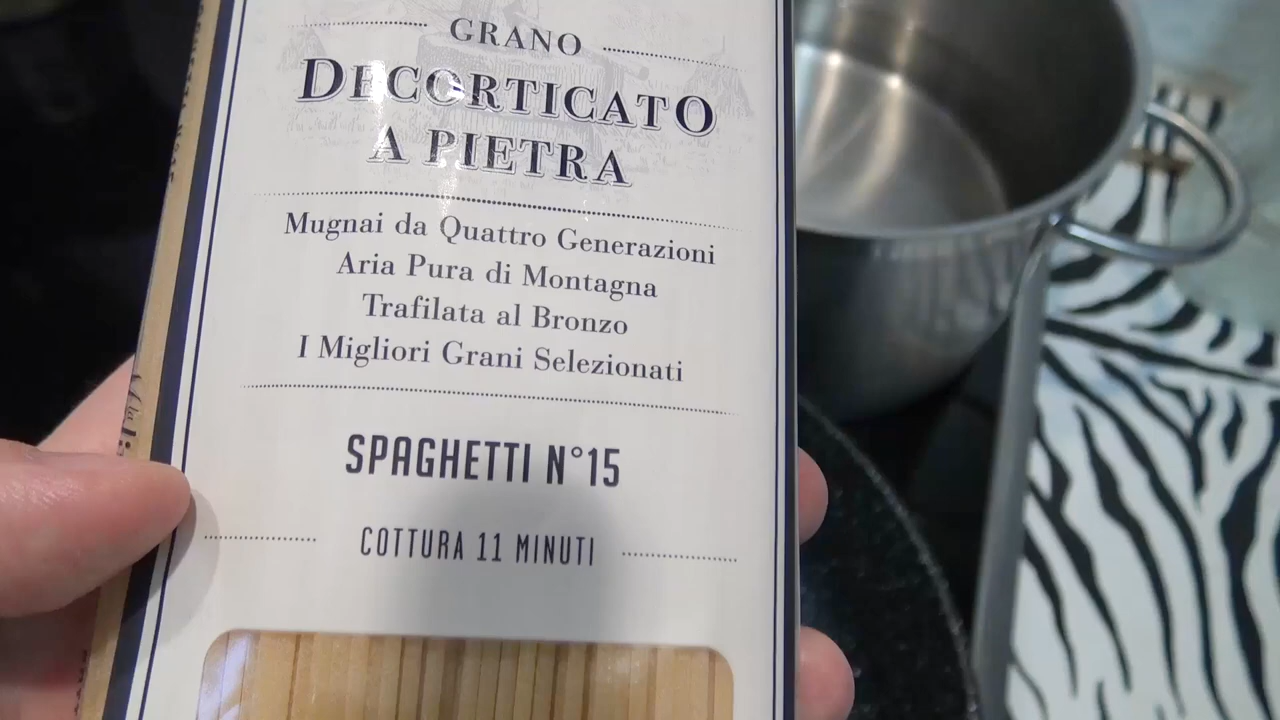 GRANO
DECORTICATO
A PIETRA
Mugnai da Quattro Generazioni
Aria Pura di Montagna
Trafilata al Bronzo
I Migliori Grani Selezionati
SPAGHETTI N°15
COTTURA 11 MINUTI